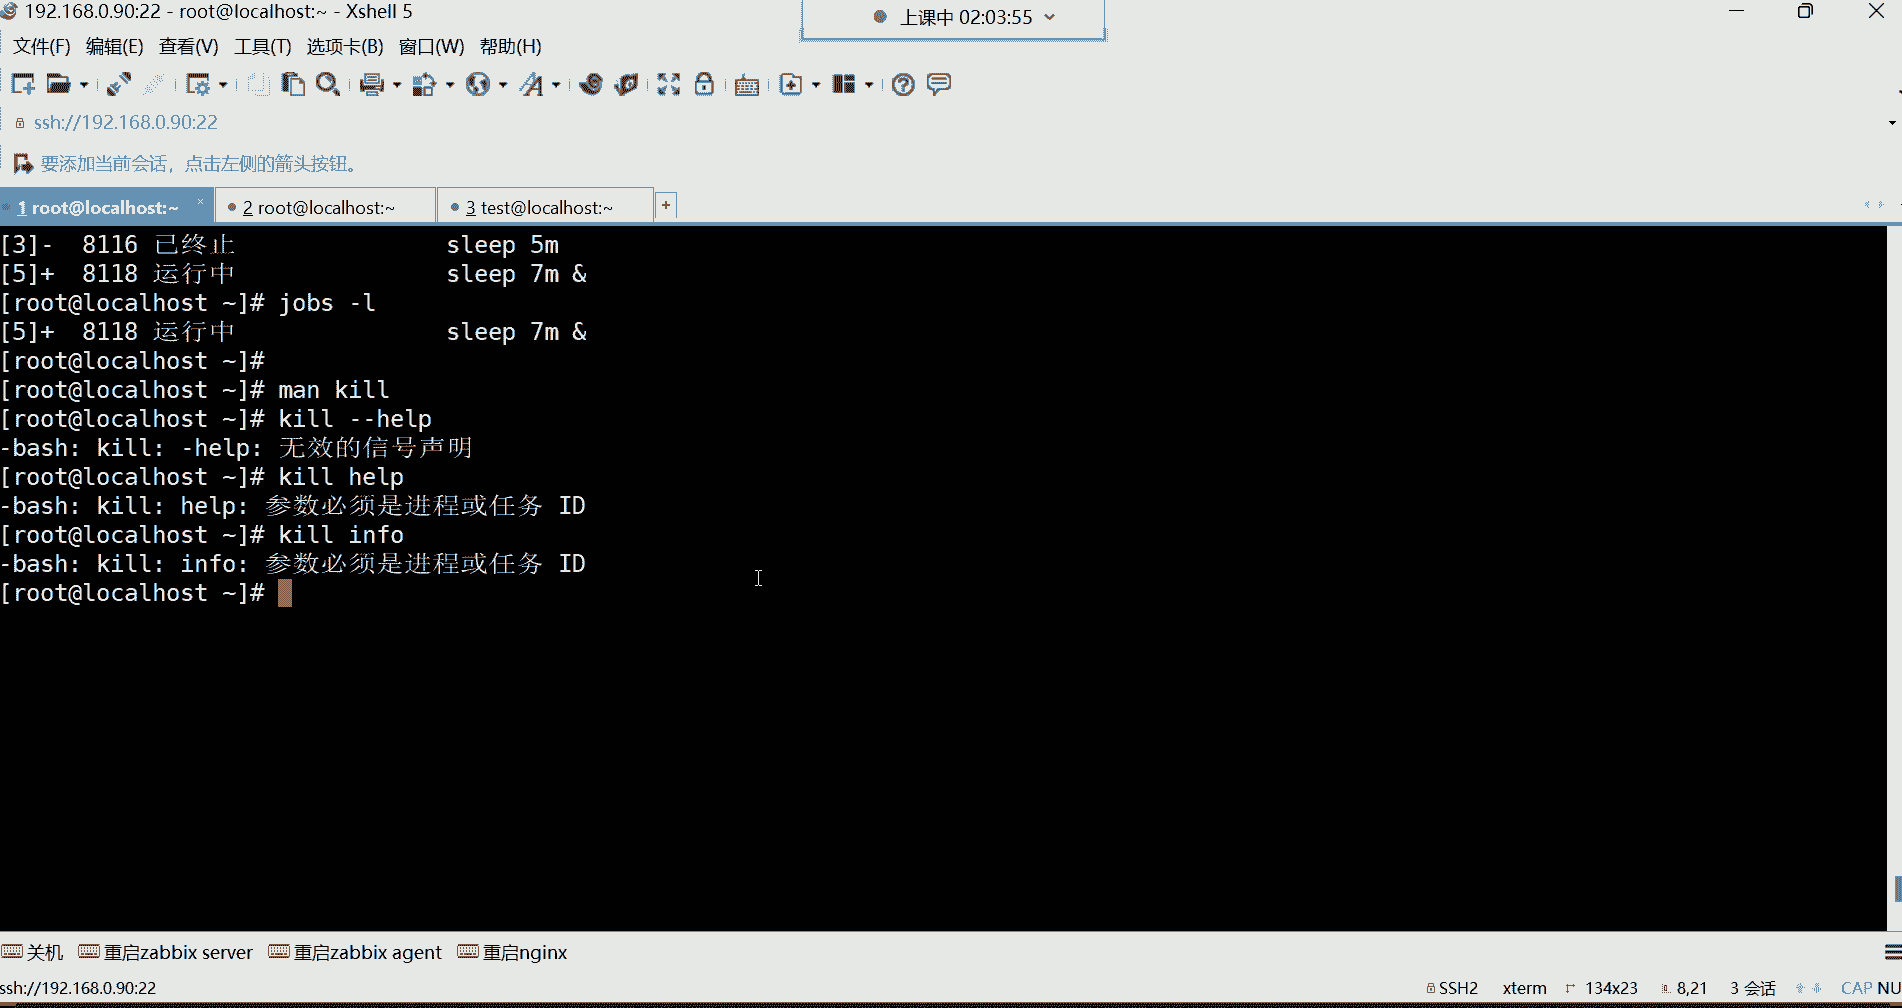 192.168.0.90:22 - root@localhost:~ - Xshell 5
上课中 02:03:55
文件(F) 编辑(E) 查看(V) 工具(T) 选项卡(B) 窗口(W) 帮助(H)
ssh://192.168.0.90:22
要添加当前会话，点击左侧的箭头按钮。
1 root@localhost:~ × 2 root@localhost:~ 3 test@localhost:~ +
[3]-  8116 已终止               sleep 5m
[5]+  8118 运行中               sleep 7m &
[root@localhost ~]# jobs -l
[5]+  8118 运行中               sleep 7m &
[root@localhost ~]#
[root@localhost ~]# man kill
[root@localhost ~]# kill --help
-bash: kill: -help: 无效的信号声明
[root@localhost ~]# kill help
-bash: kill: help: 参数必须是进程或任务 ID
[root@localhost ~]# kill info
-bash: kill: info: 参数必须是进程或任务 ID
[root@localhost ~]#
关机 重启zabbix server 重启zabbix agent 重启nginx
ssh://192.168.0.90:22 SSH2 xterm 134x23 8,21 3 会话 CAP NU